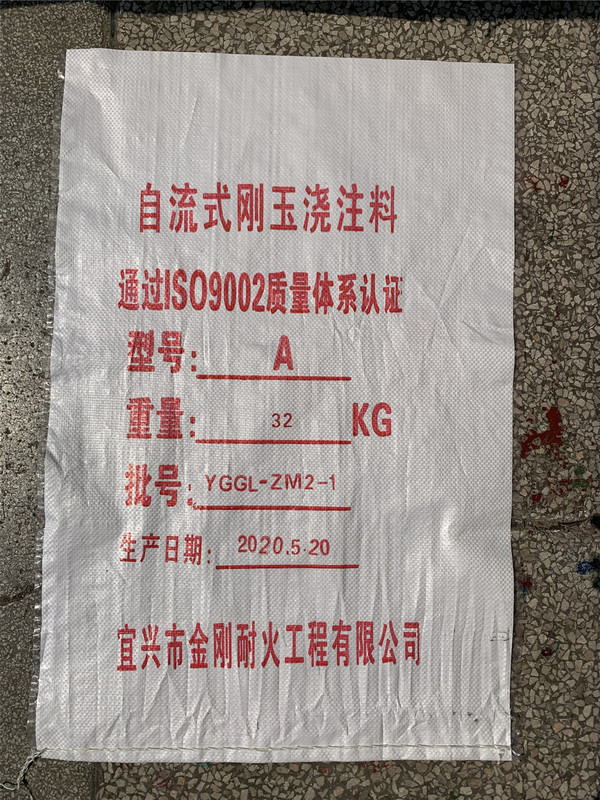 自流式刚玉浇注料
通过ISO9002质量体系认证
型号: A
重量: 32 KG
批号: YGGL-ZM2-1
生产日期: 2020.5.20
宜兴市金刚耐火工程有限公司